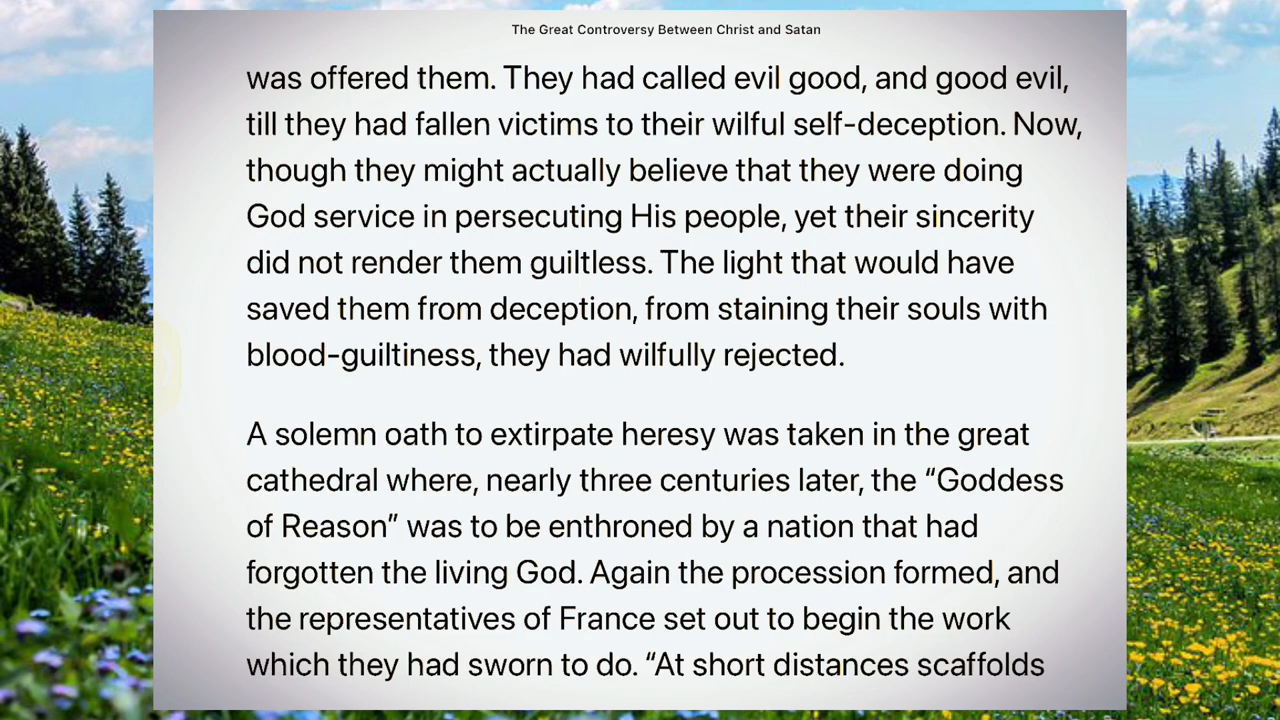 The Great Controversy Between Christ and Satan
was offered them. They had called evil good, and good evil,
till they had fallen victims to their wilful self-deception. Now,
though they might actually believe that they were doing
God service in persecuting His people, yet their sincerity
did not render them guiltless. The light that would have
saved them from deception, from staining their souls with
blood-guiltiness, they had wilfully rejected.
A solemn oath to extirpate heresy was taken in the great
cathedral where, nearly three centuries later, the “Goddess
of Reason” was to be enthroned by a nation that had
forgotten the living God. Again the procession formed, and
the representatives of France set out to begin the work
which they had sworn to do. “At short distances scaffolds